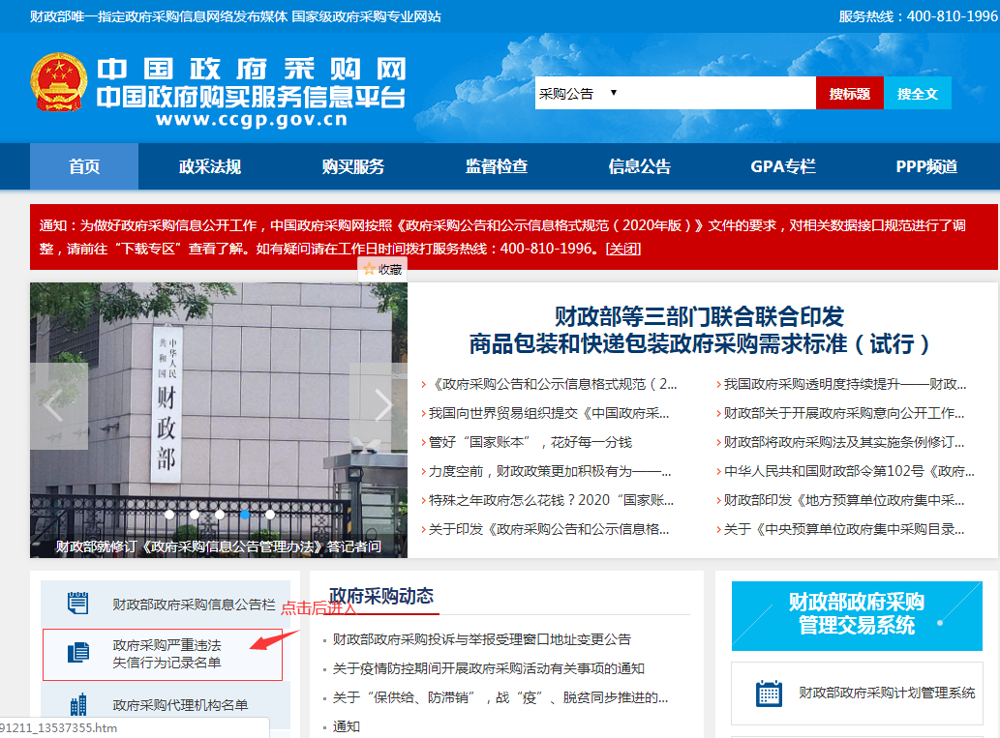 财政部唯一指定政府采购信息网络发布媒体 国家级政府采购专业网站
服务热线：400-810-1996
中国政府采购网
中国政府购买服务信息平台
www.ccgp.gov.cn
采购公告
搜标题
搜全文
首页
政采法规
购买服务
监督检查
信息公告
GPA专栏
PPP频道
通知：为做好政府采购信息公开工作，中国政府采购网按照《政府采购公告和公示信息格式规范（2020年版）》文件的要求，对相关数据接口规范进行了调
整，请前往“下载专区”查看了解。如有疑问请在工作日时间拨打服务热线：400-810-1996。[关闭]
收藏
中华人民
共和国
财政部
财政部就修订《政府采购信息公告管理办法》答记者问
财政部等三部门联合联合印发
商品包装和快递包装政府采购需求标准（试行）
《政府采购公告和公示信息格式规范（2...
我国向世界贸易组织提交《中国政府采...
管好“国家账本”，花好每一分钱
力度空前，财政政策更加积极有为——...
特殊之年政府怎么花钱？2020“国家账...
关于印发《政府采购公告和公示信息格...
我国政府采购透明度持续提升——财政...
财政部关于开展政府采购意向公开工作...
财政部将政府采购法及其实施条例修订...
中华人民共和国财政部令第102号《政府...
财政部印发《地方预算单位政府集中采...
关于《中央预算单位政府集中采购目录...
财政部政府采购信息公告栏
点击后进入
政府采购严重违法
失信行为记录名单
政府采购代理机构名单
91211_13537355.htm
政府采购动态
财政部政府采购投诉与举报受理窗口地址变更公告
关于疫情防控期间开展政府采购活动有关事项的通知
关于“保供给、防滞销”，战“疫”、脱贫同步推进的...
通知
财政部政府采购
管理交易系统
财政部政府采购计划管理系统